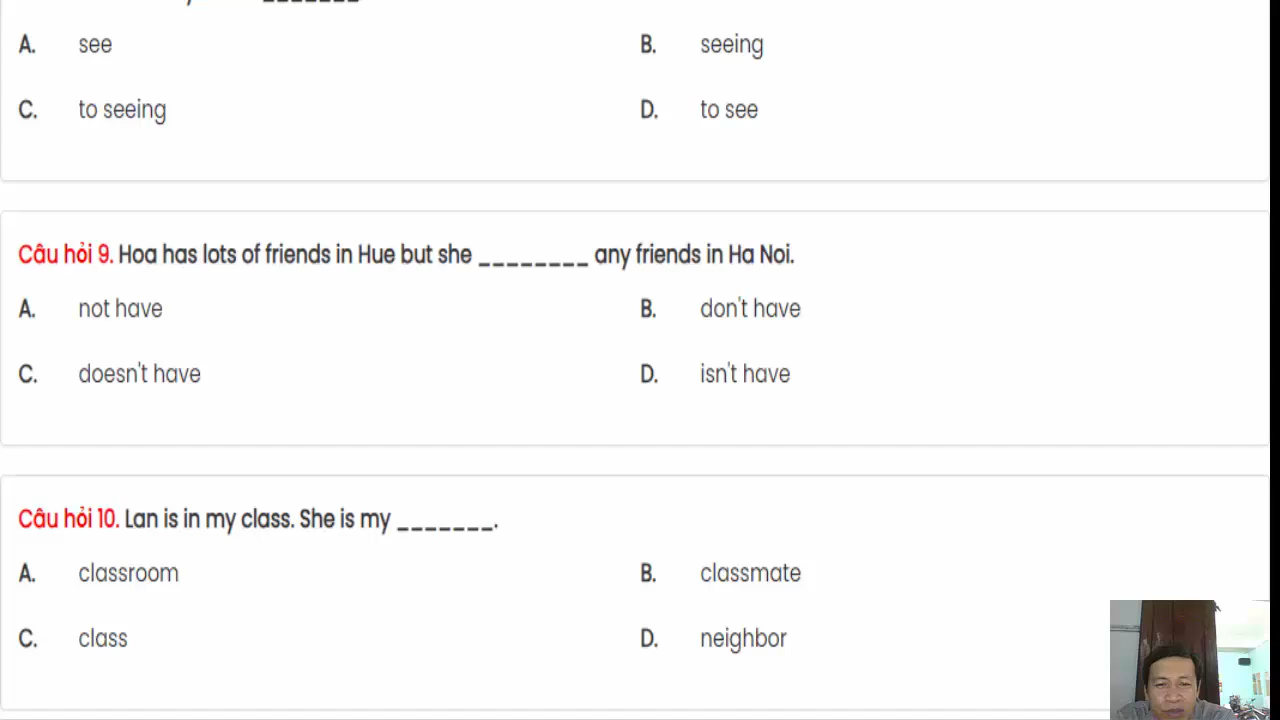 A. see B. seeing
C. to seeing D. to see
Câu hỏi 9. Hoa has lots of friends in Hue but she ________ any friends in Ha Noi.
A. not have B. don't have
C. doesn't have D. isn't have
Câu hỏi 10. Lan is in my class. She is my _______.
A. classroom B. classmate
C. class D. neighbor